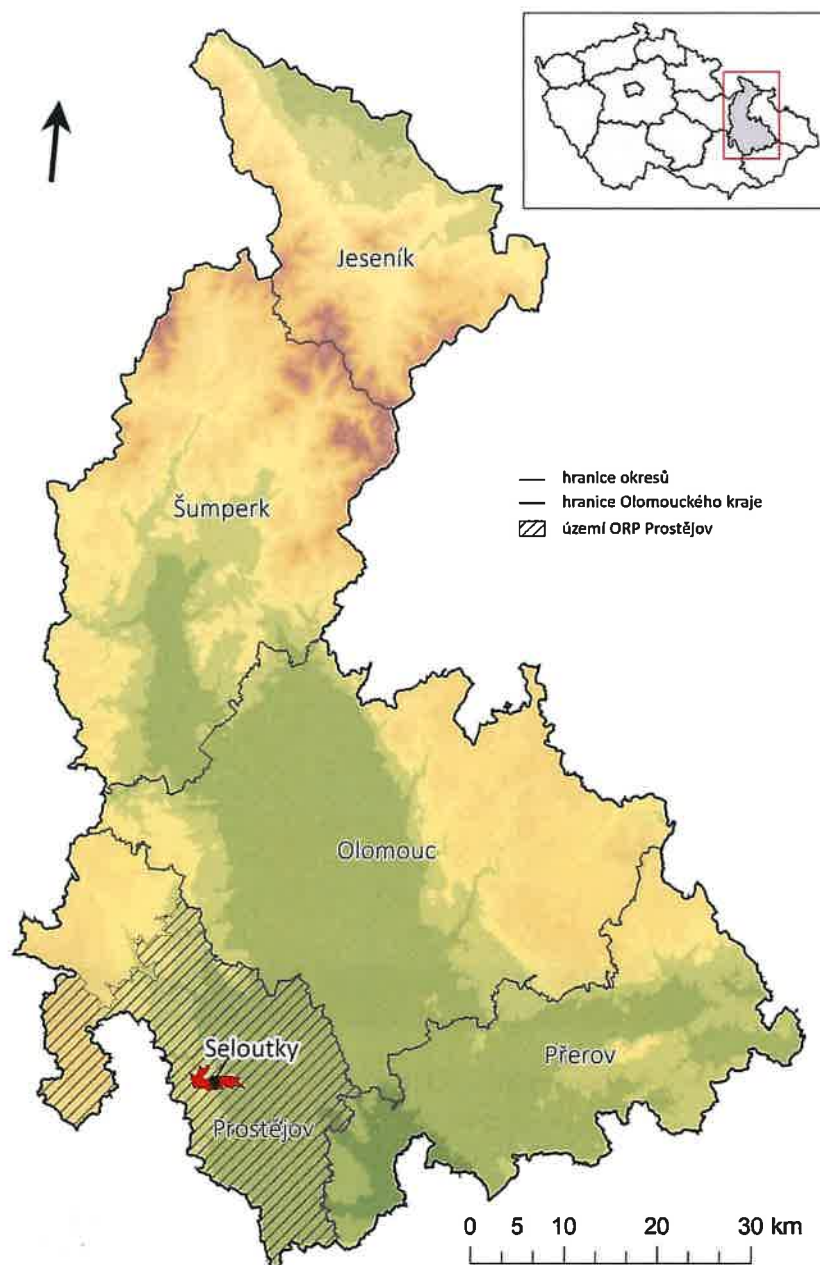 Jeseník
Šumperk
hranice okresů
hranice Olomouckého kraje
území ORP Prostějov
Olomouc
Seloutky
Přerov
Prostějov
0 5 10 20 30 km